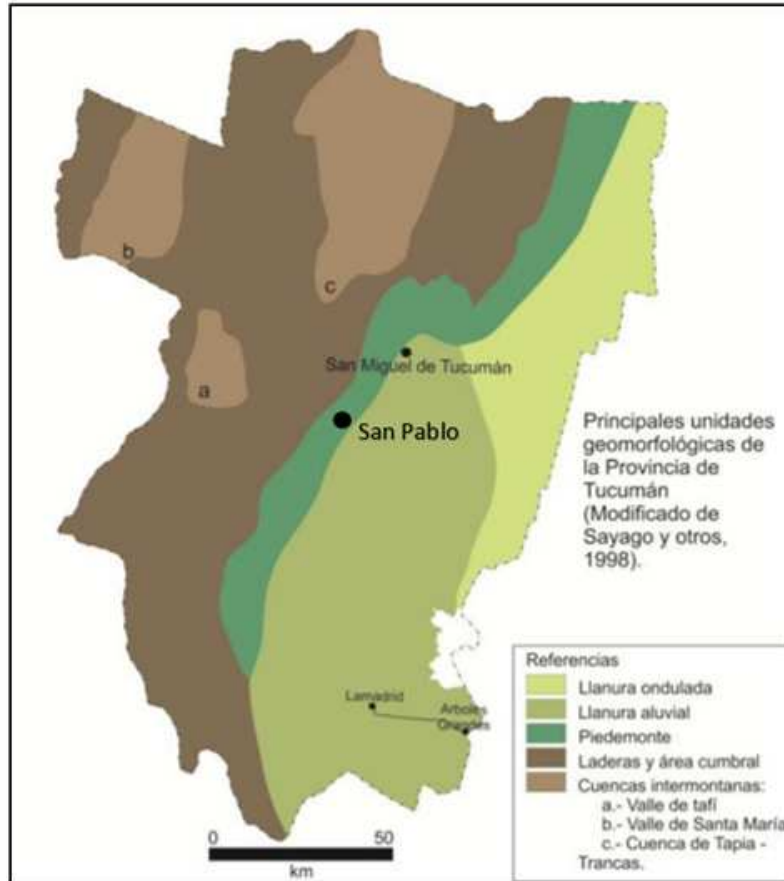 b
c
a
San Miguel de Tucumán
San Pablo
Principales unidades
geomorfológicas de
la Provincia de
Tucumán
(Modificado de
Sayago y otros,
1998).
Lamadrid
Arboles
Grandes
0 50
km
Referencias
Llanura ondulada
Llanura aluvial
Piedemonte
Laderas y área cumbral
Cuencas intermontanas:
a.- Valle de tafí
b.- Valle de Santa María
c.- Cuenca de Tapia -
Trancas.